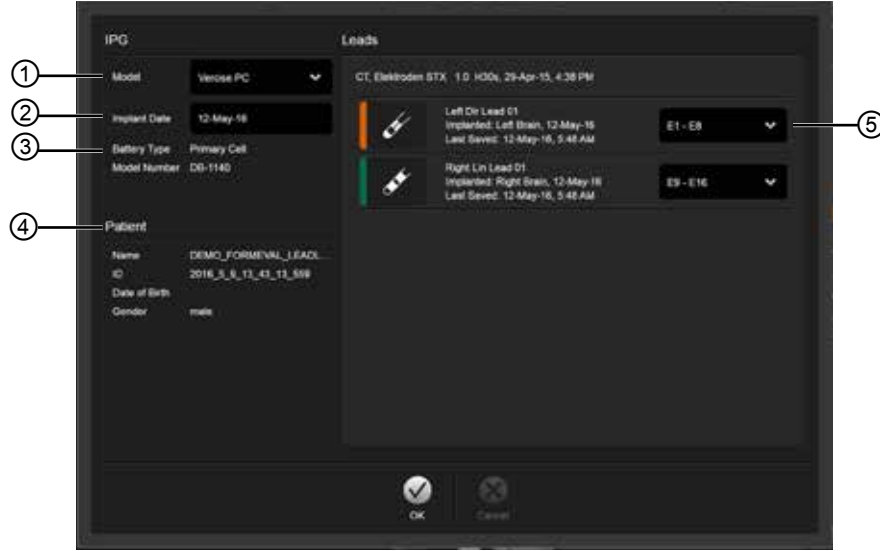 IPG
Model Vercise PC
Implant Date 12-May-16
Battery Type Primary Cell
Model Number DB-1140
Patient
Name DEMO_FORMEVAL_LEADL...
ID 2016_5_9_13_43_13_559
Date of Birth
Gender male
Leads
CT, Elektroden STX 1.0 H30s, 29-Apr-15, 4:38 PM
Left Dir Lead 01
Implanted: Left Brain, 12-May-16
Last Saved: 12-May-16, 5:48 AM
E1 - E8
Right Lin Lead 01
Implanted: Right Brain, 12-May-16
Last Saved: 12-May-16, 5:48 AM
E9 - E16
OK
Cancel
1
2
3
4
5